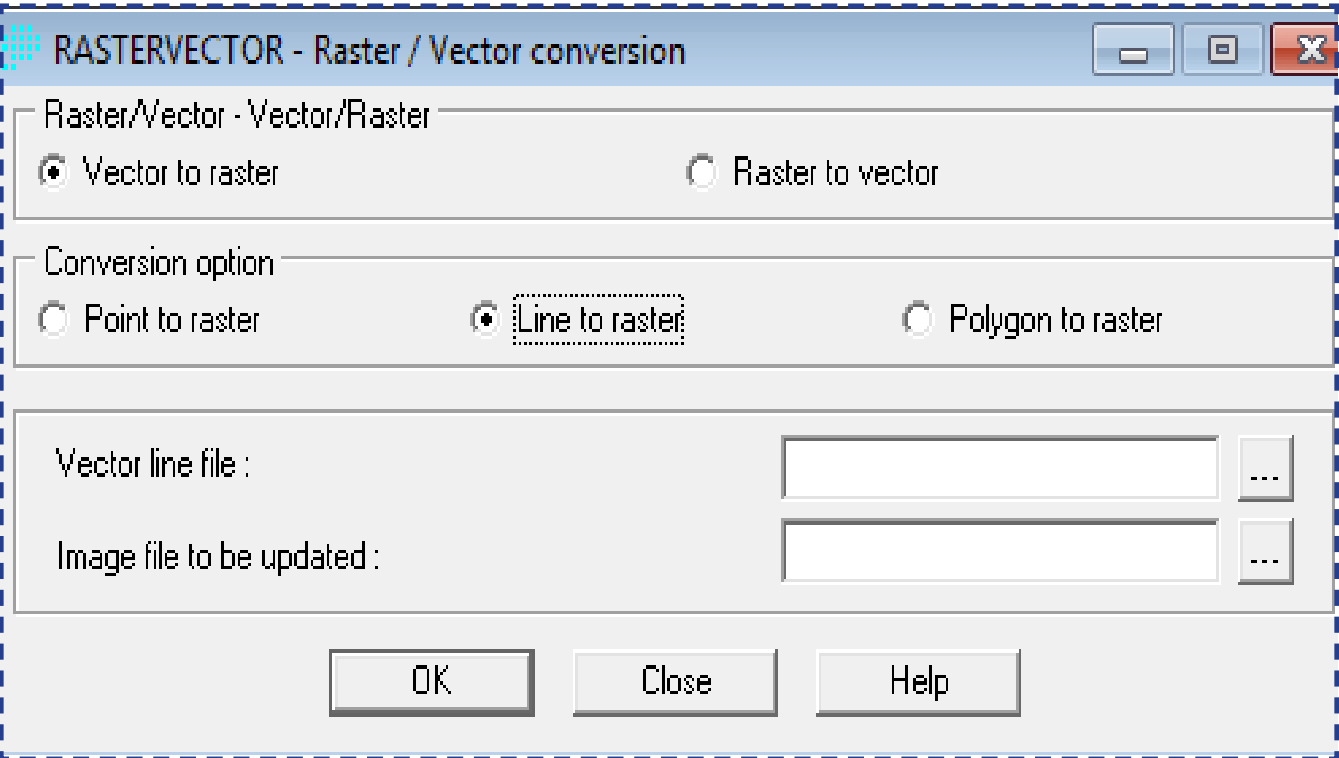 RASTERVECTOR - Raster / Vector conversion
Raster/Vector - Vector/Raster
Vector to raster Raster to vector
Conversion option
Point to raster Line to raster Polygon to raster
Vector line file : ...
Image file to be updated : ...
OK Close Help